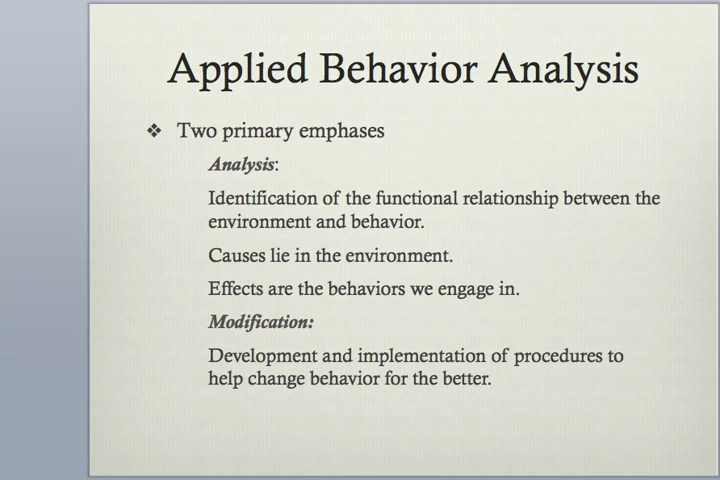 Applied Behavior Analysis
❖ Two primary emphases
Analysis:
Identification of the functional relationship between the
environment and behavior.
Causes lie in the environment.
Effects are the behaviors we engage in.
Modification:
Development and implementation of procedures to
help change behavior for the better.